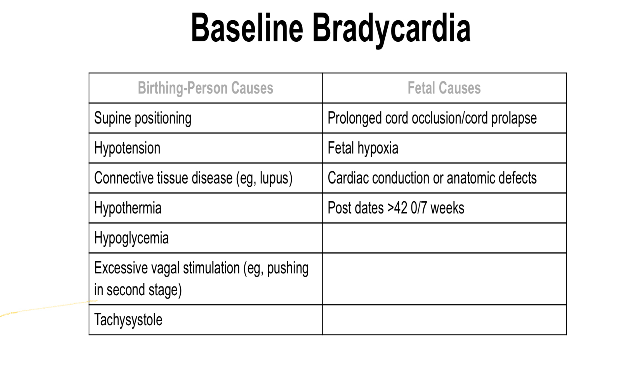 Baseline Bradycardia
Birthing-Person Causes Fetal Causes
Supine positioning Prolonged cord occlusion/cord prolapse
Hypotension Fetal hypoxia
Connective tissue disease (eg, lupus) Cardiac conduction or anatomic defects
Hypothermia Post dates >42 0/7 weeks
Hypoglycemia
Excessive vagal stimulation (eg, pushing
in second stage)
Tachysystole